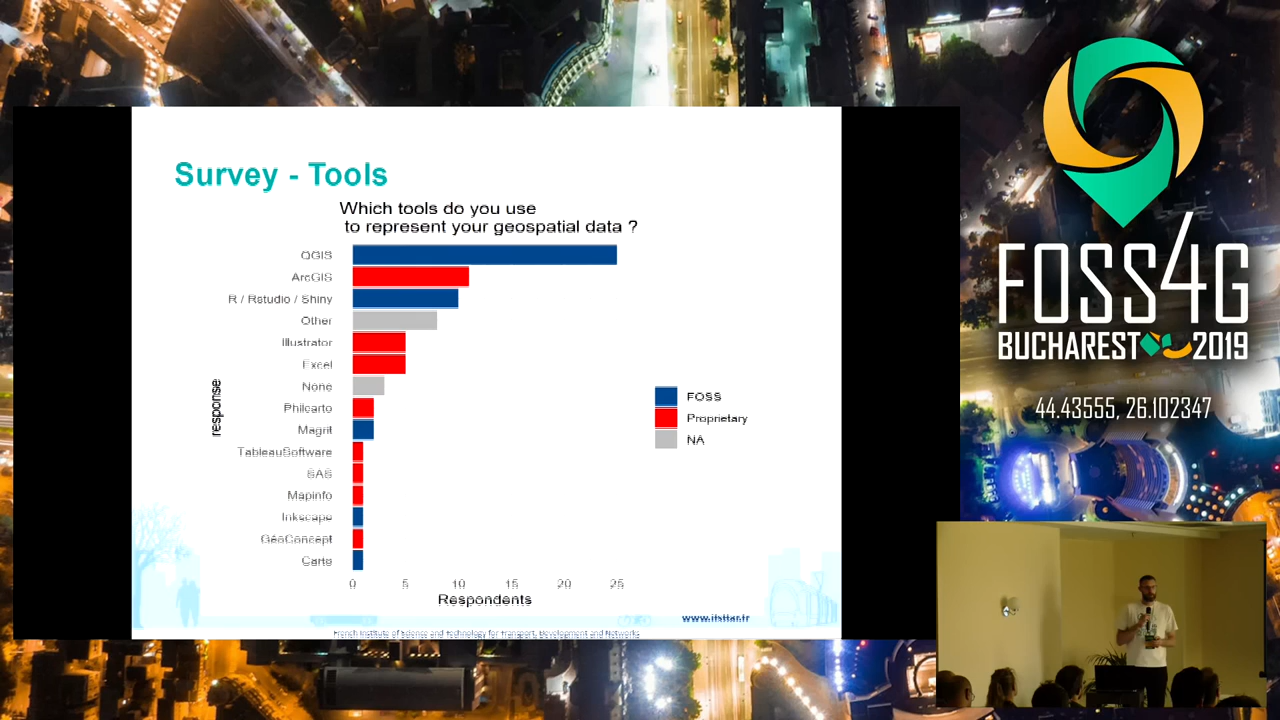 Survey - Tools
Which tools do you use
to represent your geospatial data ?
QGIS
ArcGIS
R / Rstudio / Shiny
Other
Illustrator
Excel
None
Philcarto
Magrit
TableauSoftware
SAS
Mapinfo
Inkscape
GéoConcept
Carto
response
0 5 10 15 20 25
Respondents
FOSS
Proprietary
NA
www.ifsttar.fr
French Institute of Science and Technology for Transport, Development and Networks
FOSS4G
BUCHAREST 2019
44.43555, 26.102347